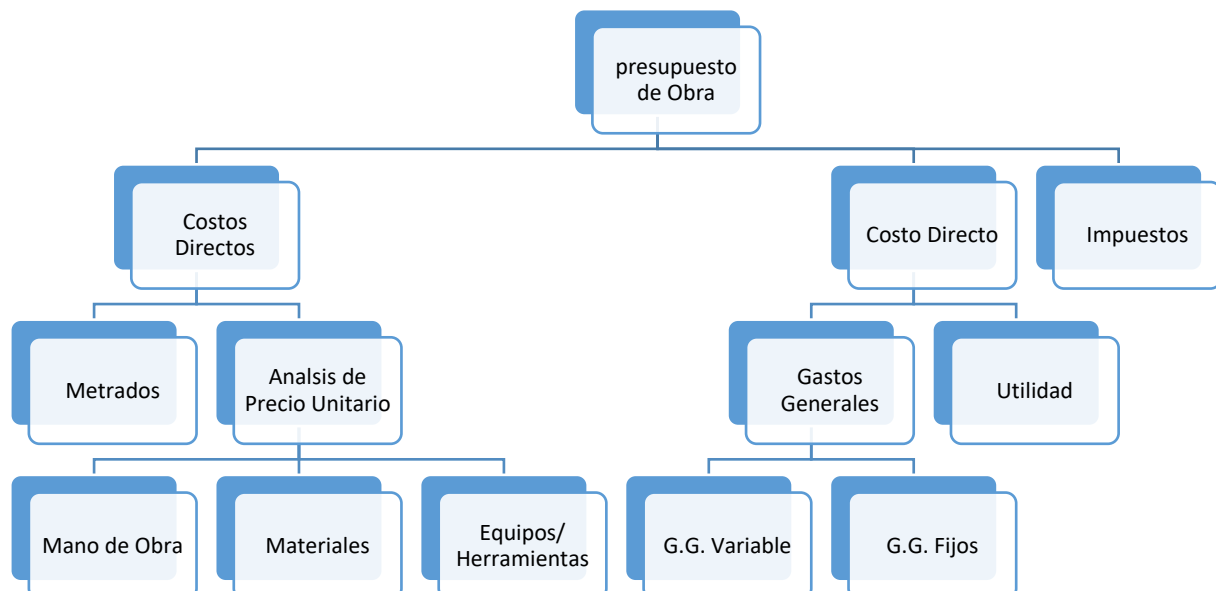 presupuesto
de Obra
Costos
Directos
Costo Directo
Impuestos
Metrados
Analsis de
Precio Unitario
Gastos
Generales
Utilidad
Mano de Obra
Materiales
Equipos/
Herramientas
G.G. Variable
G.G. Fijos